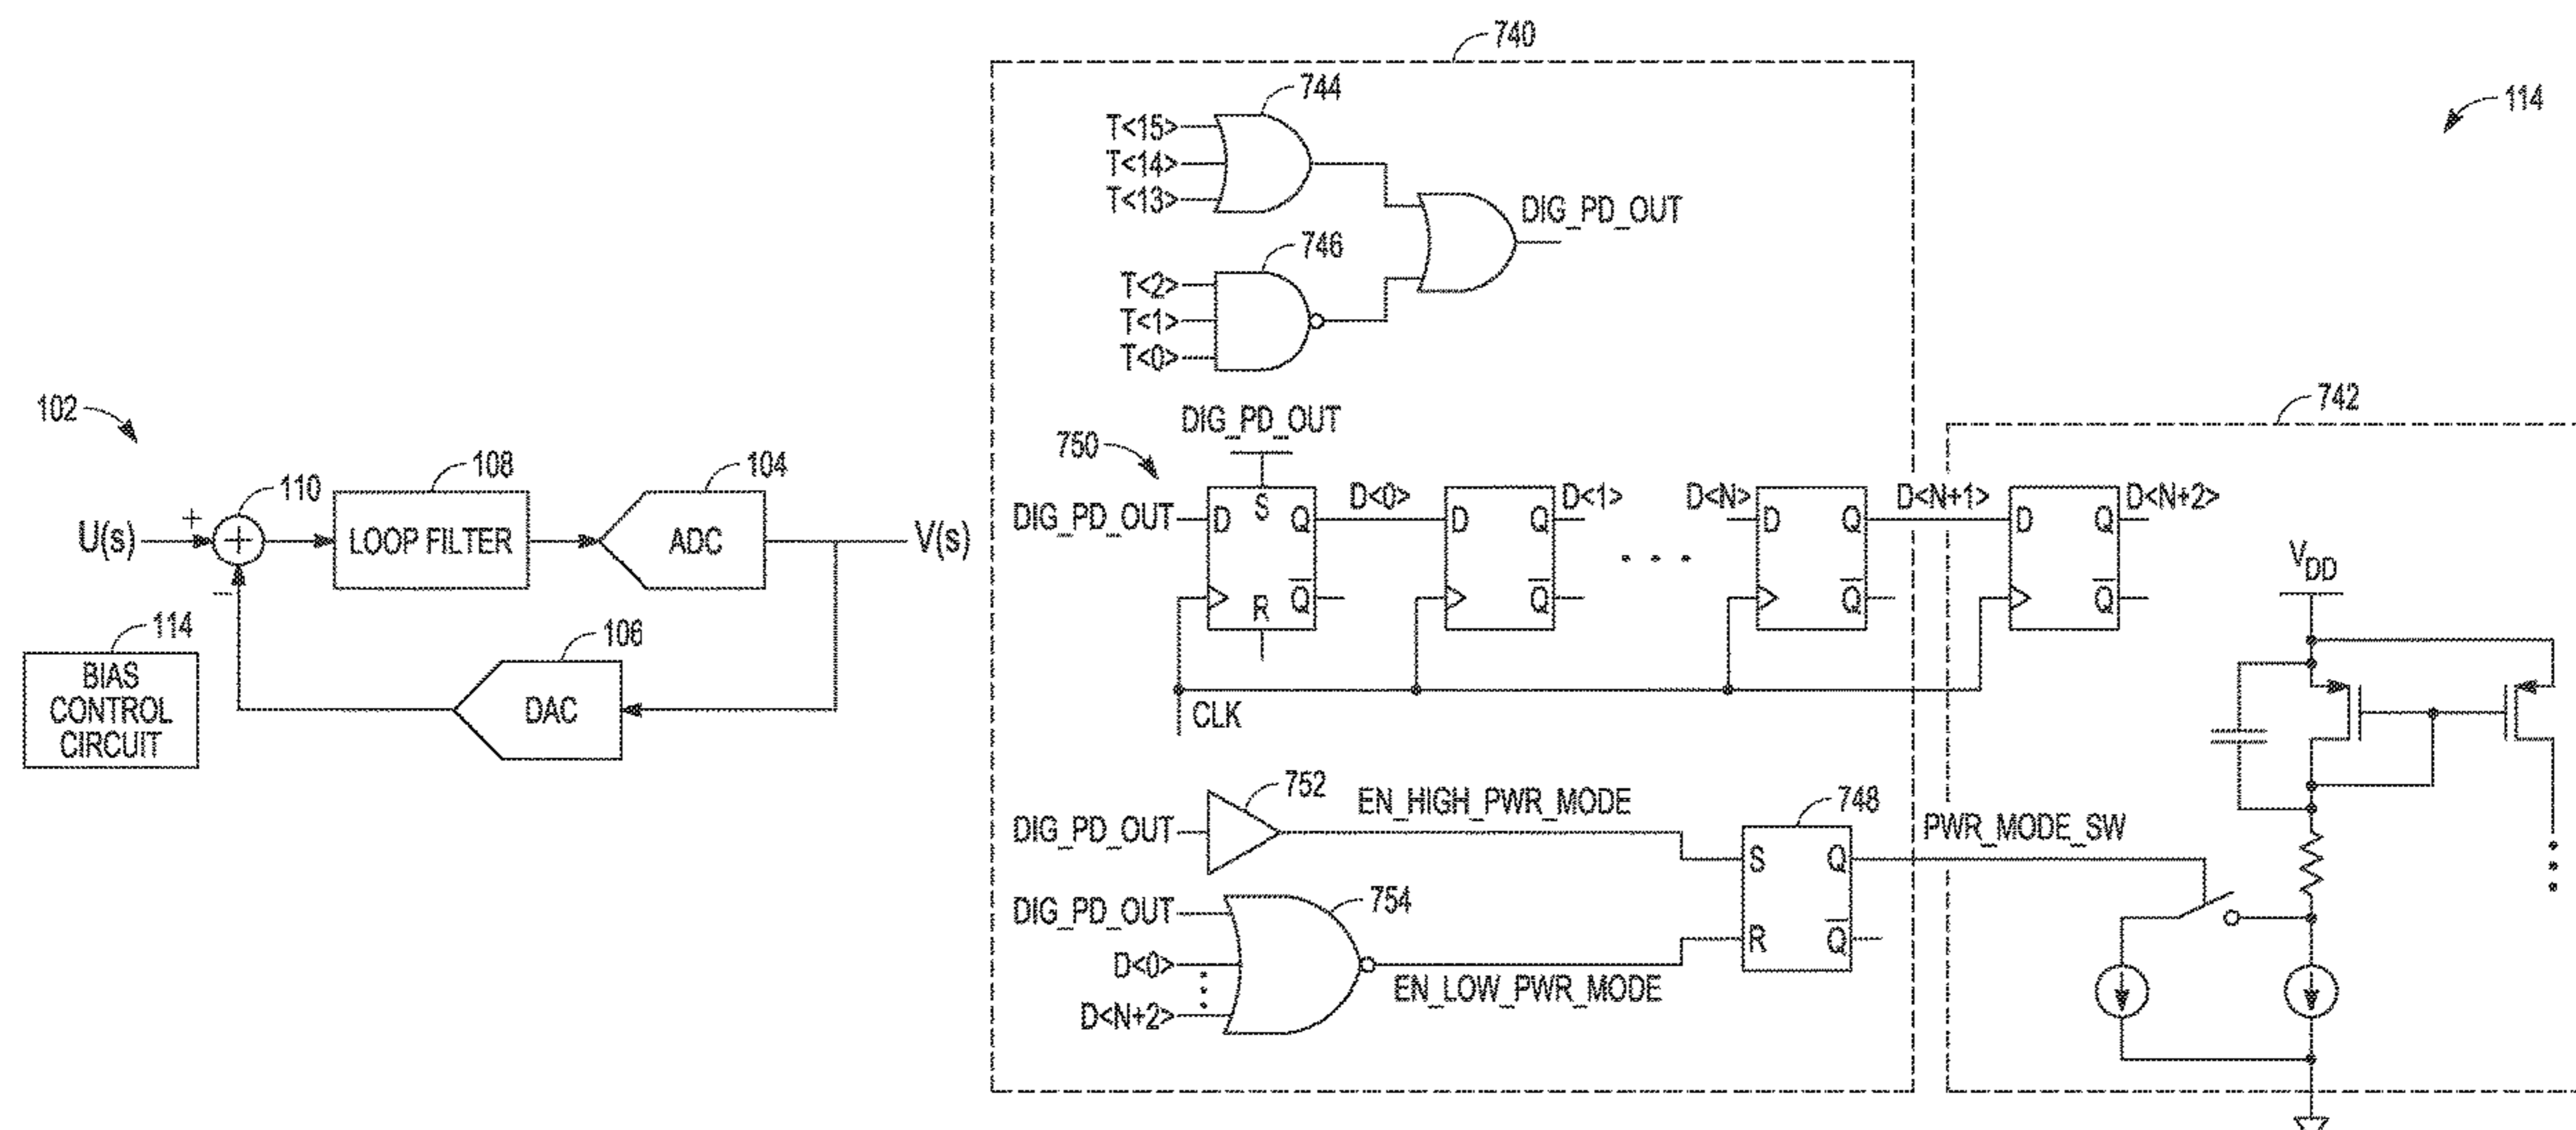 102
U(s)
+
110
+
−
108
LOOP FILTER
104
ADC
V(s)
114
BIAS
CONTROL
CIRCUIT
106
DAC
740
114
744
T<15>
T<14>
T<13>
DIG_PD_OUT
746
T<2>
T<1>
T<0>
742
DIG_PD_OUT
750
DIG_PD_OUT
D S Q
R Q
D<0>
D Q
Q
D<1>
. . .
D<N>
D Q
Q
D<N+1>
D Q
Q
D<N+2>
CLK
VDD
752
DIG_PD_OUT
EN_HIGH_PWR_MODE
748
S Q
R Q
PWR_MODE_SW
754
DIG_PD_OUT
D<0>
D<N+2>
EN_LOW_PWR_MODE